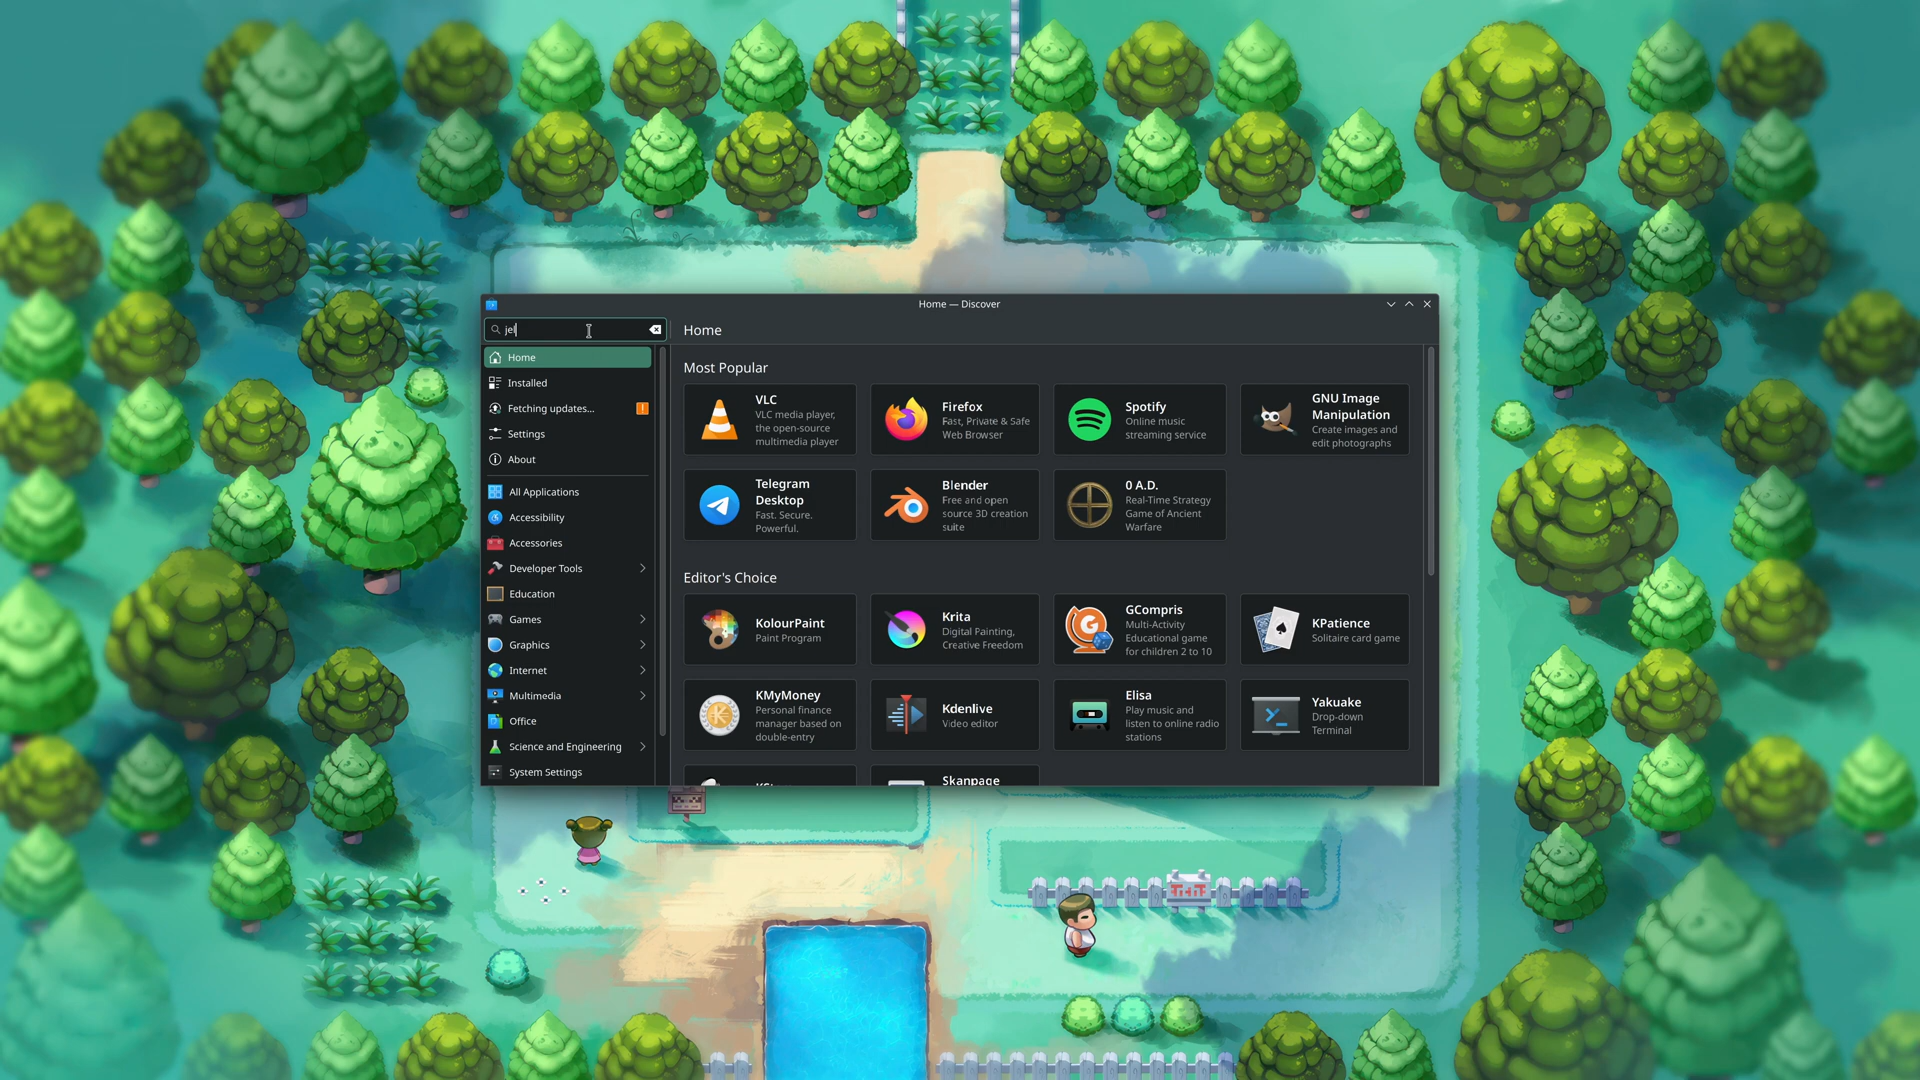 Home — Discover
jel
Home
Home
Installed
Fetching updates...
Settings
About
All Applications
Accessibility
Accessories
Developer Tools
Education
Games
Graphics
Internet
Multimedia
Office
Science and Engineering
System Settings
Most Popular
VLC
VLC media player,
the open-source
multimedia player
Firefox
Fast, Private & Safe
Web Browser
Spotify
Online music
streaming service
GNU Image
Manipulation
Create images and
edit photographs
Telegram
Desktop
Fast. Secure.
Powerful.
Blender
Free and open
source 3D creation
suite
0 A.D.
Real-Time Strategy
Game of Ancient
Warfare
Editor's Choice
KolourPaint
Paint Program
Krita
Digital Painting,
Creative Freedom
GCompris
Multi-Activity
Educational game
for children 2 to 10
KPatience
Solitaire card game
KMyMoney
Personal finance
manager based on
double-entry
Kdenlive
Video editor
Elisa
Play music and
listen to online radio
stations
Yakuake
Drop-down
Terminal
Skanpage